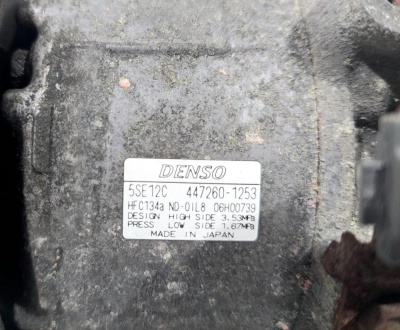 DENSO
5SE12C 447260-1253
HFC134a ND-OIL8 06H00739
DESIGN HIGH SIDE 3.53MPa
PRESS LOW SIDE 1.67MPa
MADE IN JAPAN